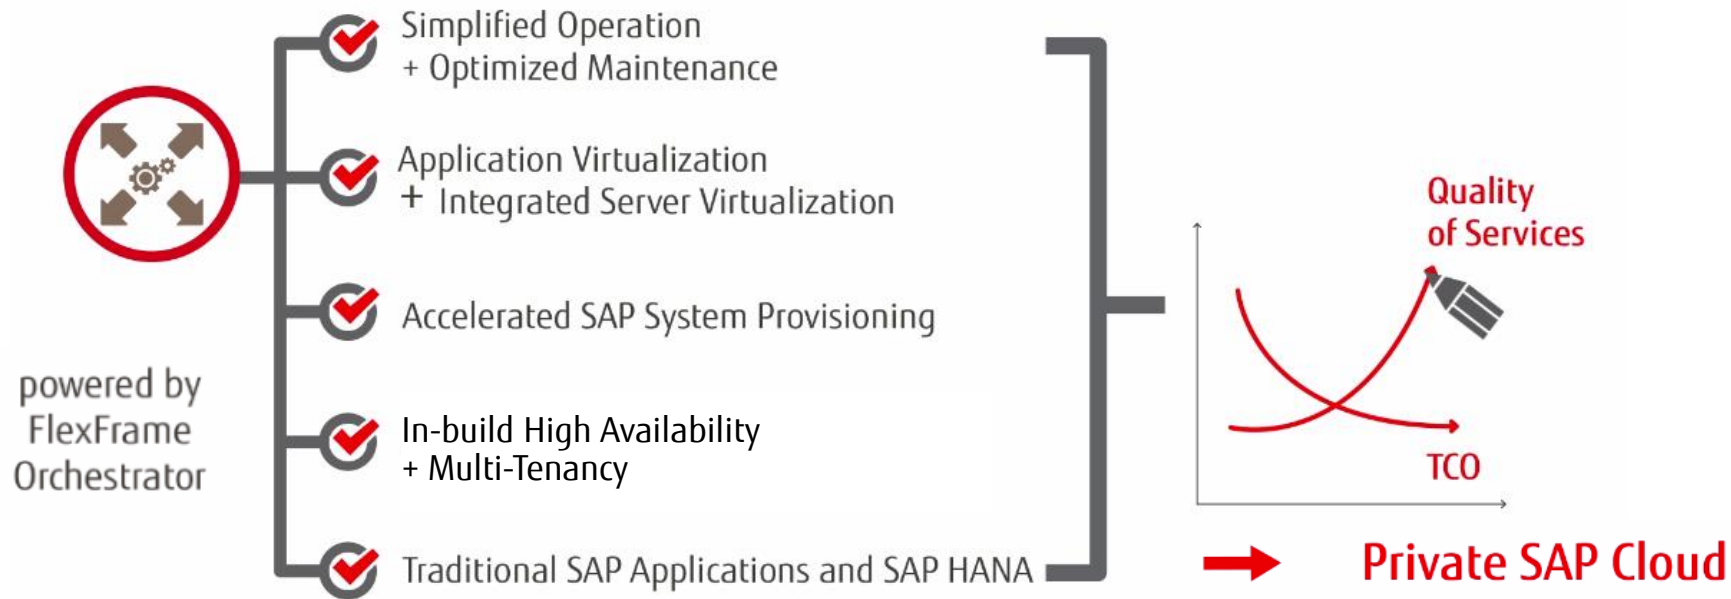 Simplified Operation
+ Optimized Maintenance
Application Virtualization
+ Integrated Server Virtualization
Accelerated SAP System Provisioning
In-build High Availability
+ Multi-Tenancy
Traditional SAP Applications and SAP HANA
powered by
FlexFrame
Orchestrator
Quality
of Services
TCO
Private SAP Cloud